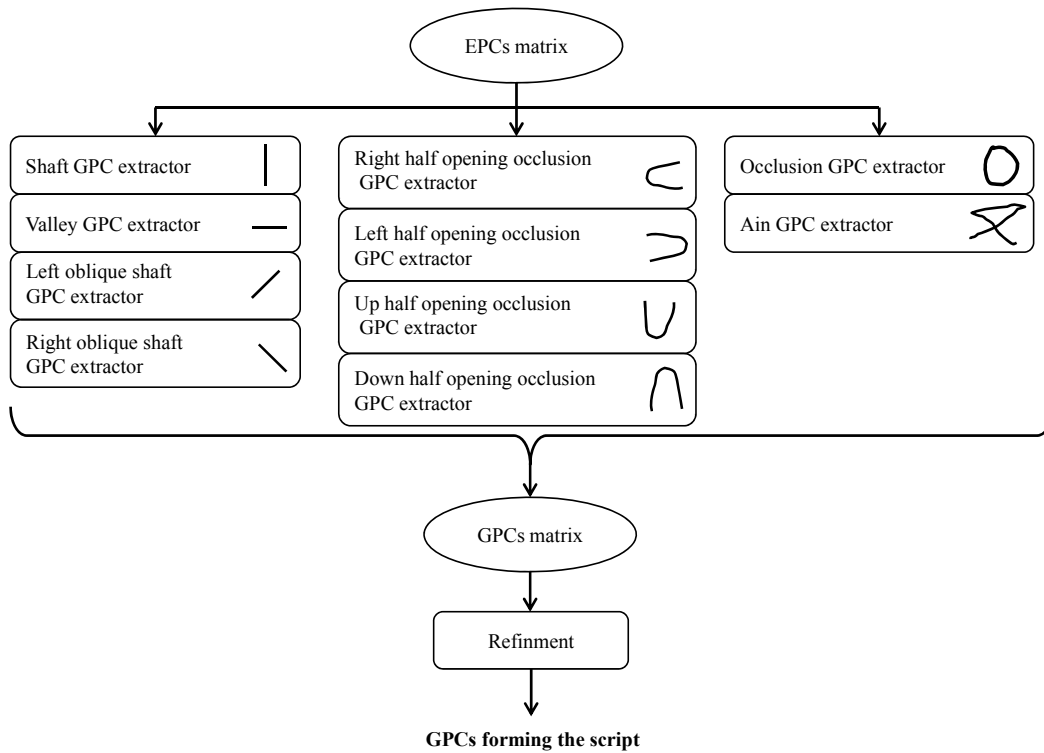 EPCs matrix
Shaft GPC extractor
Valley GPC extractor
Left oblique shaft
GPC extractor
Right oblique shaft
GPC extractor
Right half opening occlusion
GPC extractor
Left half opening occlusion
GPC extractor
Up half opening occlusion
GPC extractor
Down half opening occlusion
GPC extractor
Occlusion GPC extractor
Ain GPC extractor
GPCs matrix
Refinment
GPCs forming the script